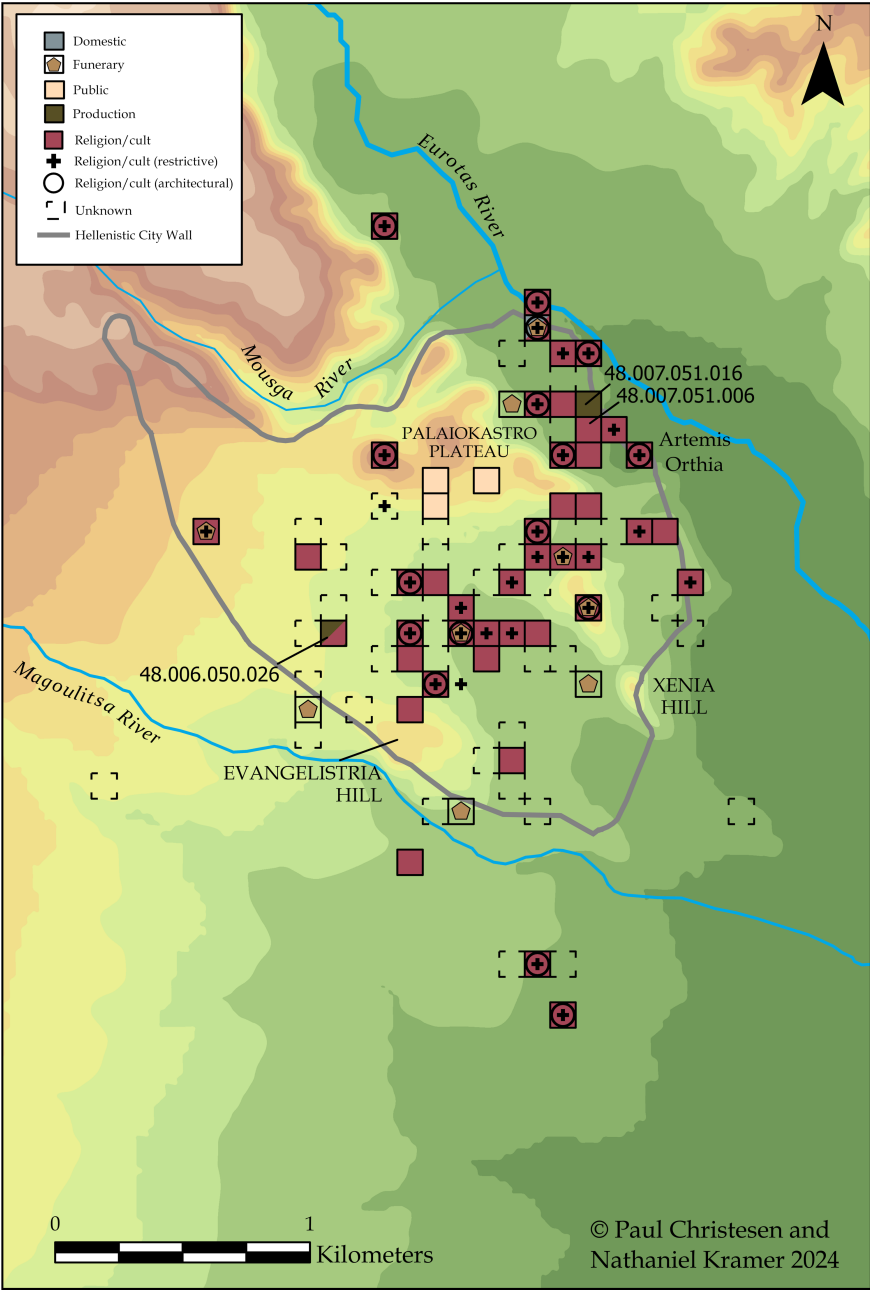 N
Domestic
Funerary
Public
Production
Religion/cult
Religion/cult (restrictive)
Religion/cult (architectural)
Unknown
Hellenistic City Wall
Eurotas River
Mousga River
48.007.051.016
48.007.051.006
PALAIOKASTRO
PLATEAU
Artemis
Orthia
48.006.050.026
Magoulitsa River
XENIA
HILL
EVANGELISTRIA
HILL
0 1
Kilometers
© Paul Christesen and
Nathaniel Kramer 2024